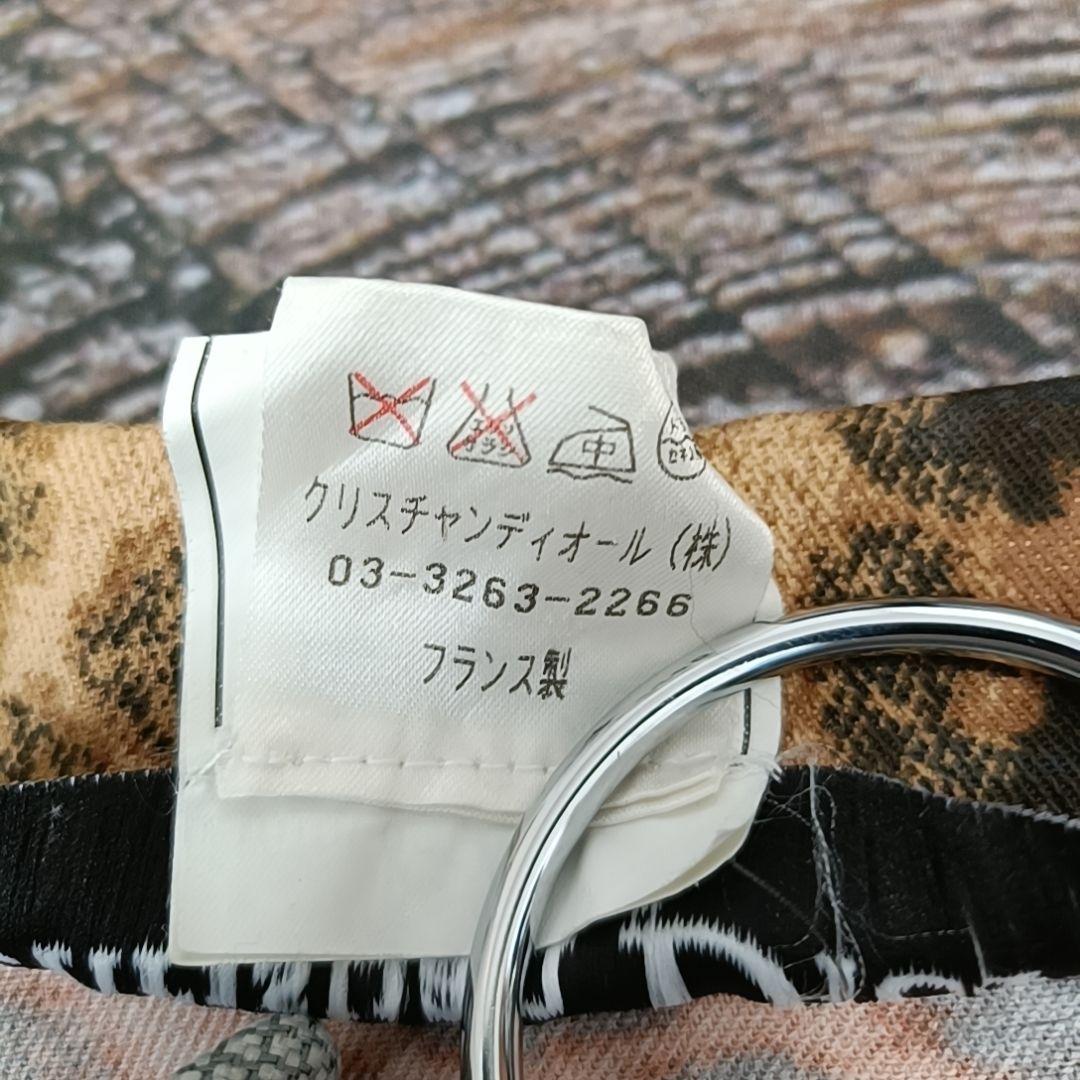 中
クリスチャンディオール(株)
03-3263-2266
フランス製